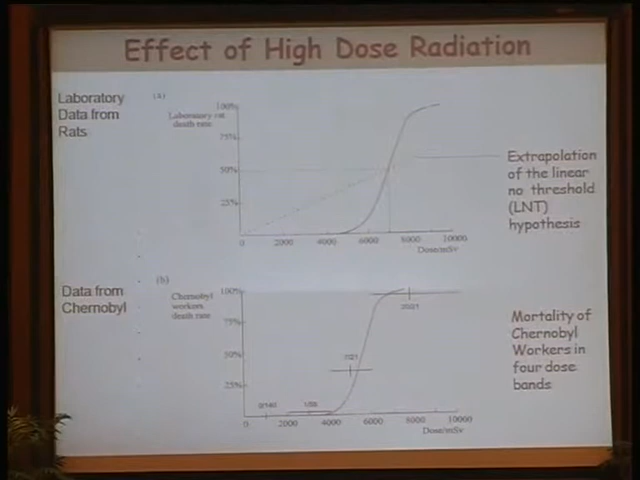 Effect of High Dose Radiation
Laboratory
Data from
Rats
(a)
Laboratory rat
death rate
100%
75%
50%
25%
0
2000
4000
6000
8000
10000
Dose/mSv
Extrapolation
of the linear
no threshold
(LNT)
hypothesis
Data from
Chernobyl
(b)
Chernobyl
workers
death rate
100%
75%
50%
25%
0
2000
4000
6000
8000
10000
Dose/mSv
Mortality of
Chernobyl
Workers in
four dose
bands